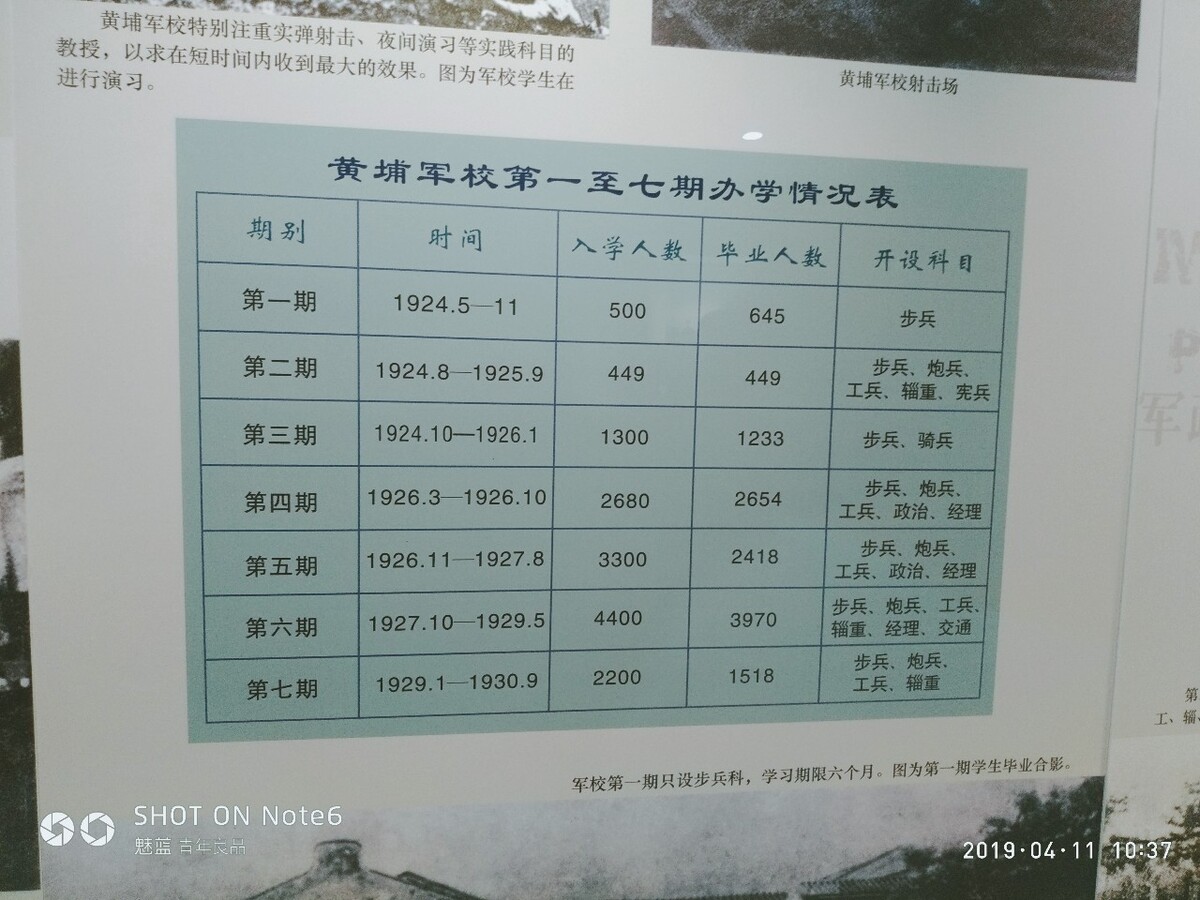 黄埔军校特别注重实弹射击、夜间演习等实践科目的
教授，以求在短时间内收到最大的效果。图为军校学生在
进行演习。
黄埔军校射击场
黄埔军校第一至七期办学情况表
期别 时间 入学人数 毕业人数 开设科目
第一期 1924.5—11 500 645 步兵
第二期 1924.8—1925.9 449 449 步兵、炮兵、
工兵、辎重、宪兵
第三期 1924.10—1926.1 1300 1233 步兵、骑兵
第四期 1926.3—1926.10 2680 2654 步兵、炮兵、
工兵、政治、经理
第五期 1926.11—1927.8 3300 2418 步兵、炮兵、
工兵、政治、经理
第六期 1927.10—1929.5 4400 3970 步兵、炮兵、工兵、
辎重、经理、交通
第七期 1929.1—1930.9 2200 1518 步兵、炮兵、
工兵、辎重
军校第一期只设步兵科，学习期限六个月。图为第一期学生毕业合影。
第
工、辎
SHOT ON Note6
魅蓝 青年良品
2019·04·11 10:37